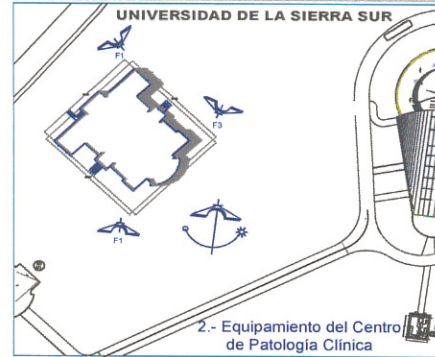 UNIVERSIDAD DE LA SIERRA SUR
F1
F3
F1
2.- Equipamiento del Centro
de Patología Clínica